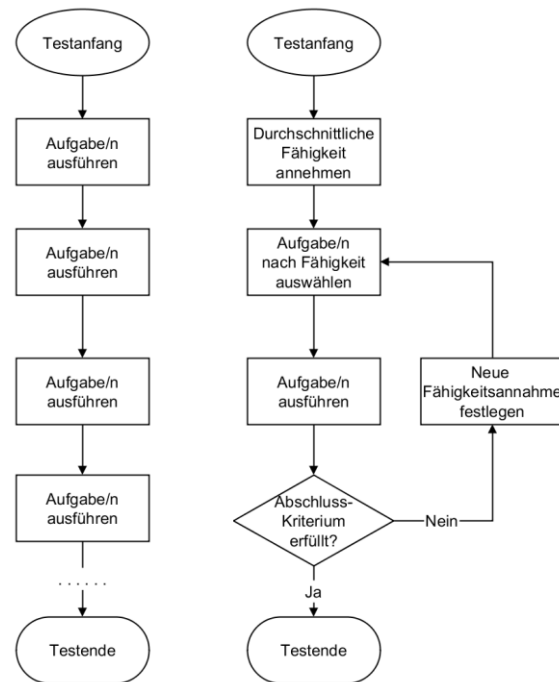 Testanfang
Aufgabe/n
ausführen
Aufgabe/n
ausführen
Aufgabe/n
ausführen
Aufgabe/n
ausführen
. . . . . .
Testende
Testanfang
Durchschnittliche
Fähigkeit
annehmen
Aufgabe/n
nach Fähigkeit
auswählen
Aufgabe/n
ausführen
Abschluss-
Kriterium
erfüllt?
Nein
Neue
Fähigkeitsannahme
festlegen
Ja
Testende